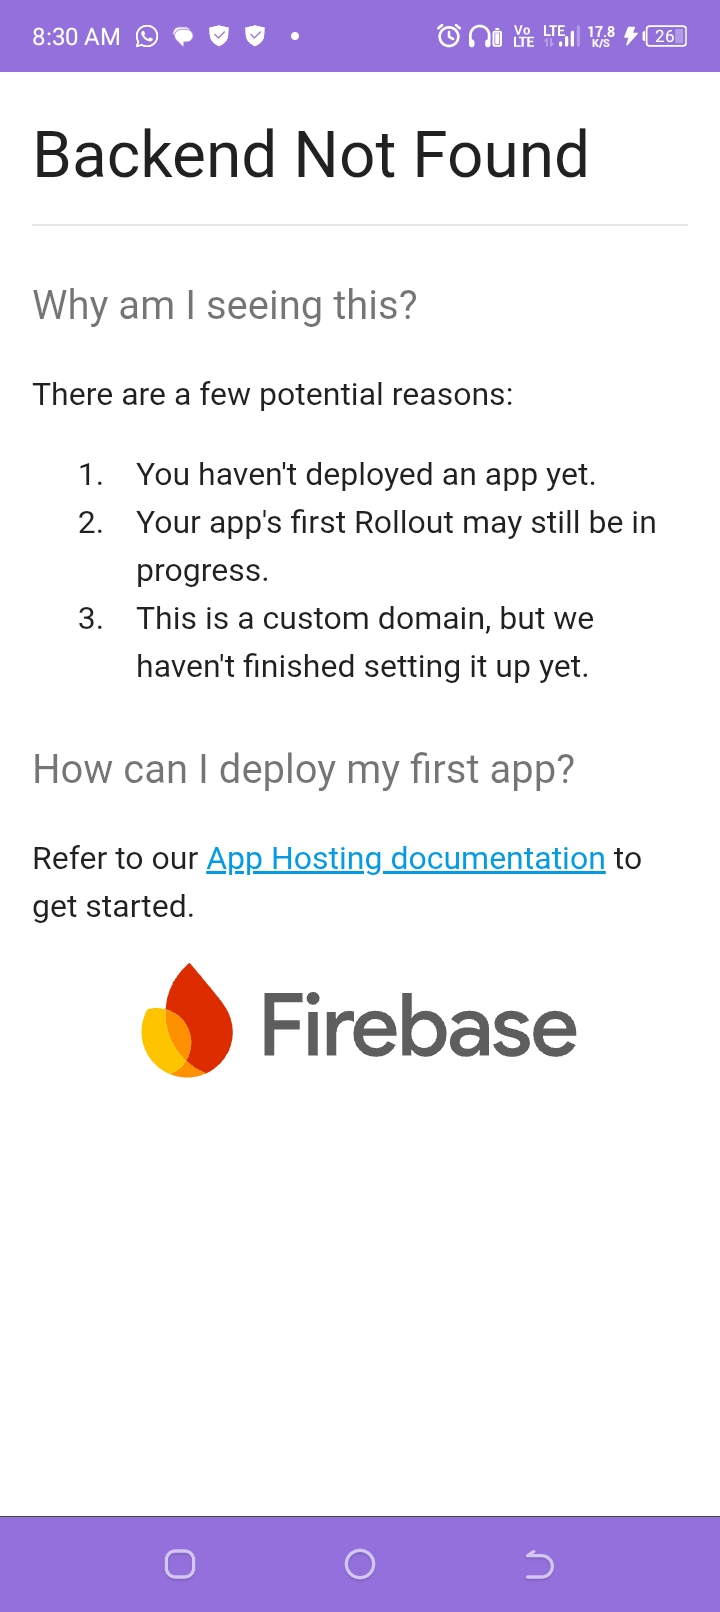 8:30 AM
Vo LTE LTE 17.8 K/S 26
Backend Not Found
Why am I seeing this?
There are a few potential reasons:
1. You haven't deployed an app yet.
2. Your app's first Rollout may still be in
progress.
3. This is a custom domain, but we
haven't finished setting it up yet.
How can I deploy my first app?
Refer to our App Hosting documentation to
get started.
Firebase